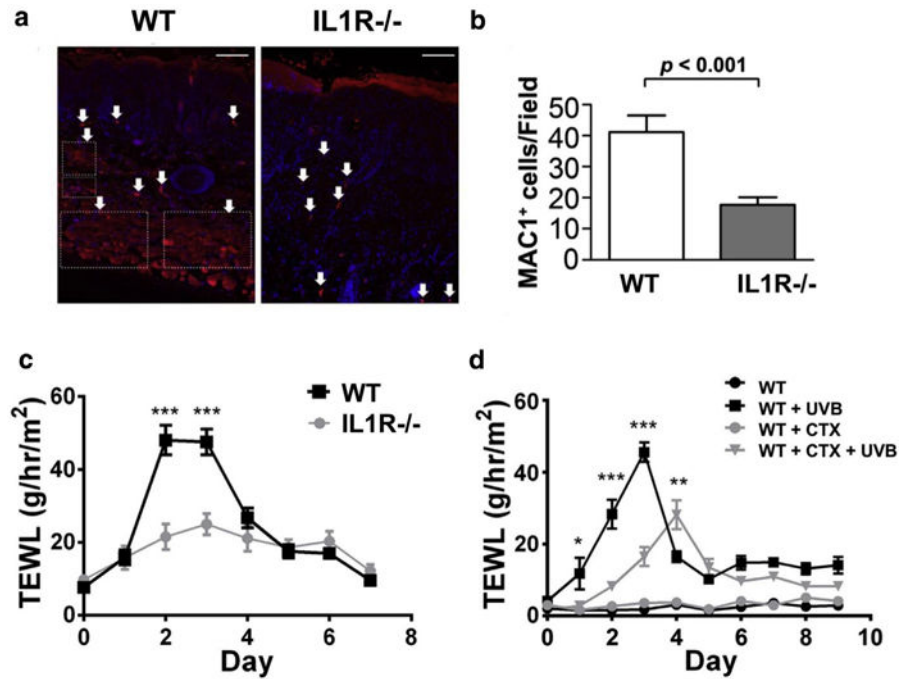 a
WT
IL1R-/-
b
p < 0.001
MAC1+ cells/Field
50
40
30
20
10
0
WT
IL1R-/-
c
TEWL (g/hr/m2)
60
40
20
0
*** ***
WT
IL1R-/-
0 2 4 6 8
Day
d
TEWL (g/hr/m2)
60
40
20
0
*
***
***
**
WT
WT + UVB
WT + CTX
WT + CTX + UVB
0 2 4 6 8 10
Day